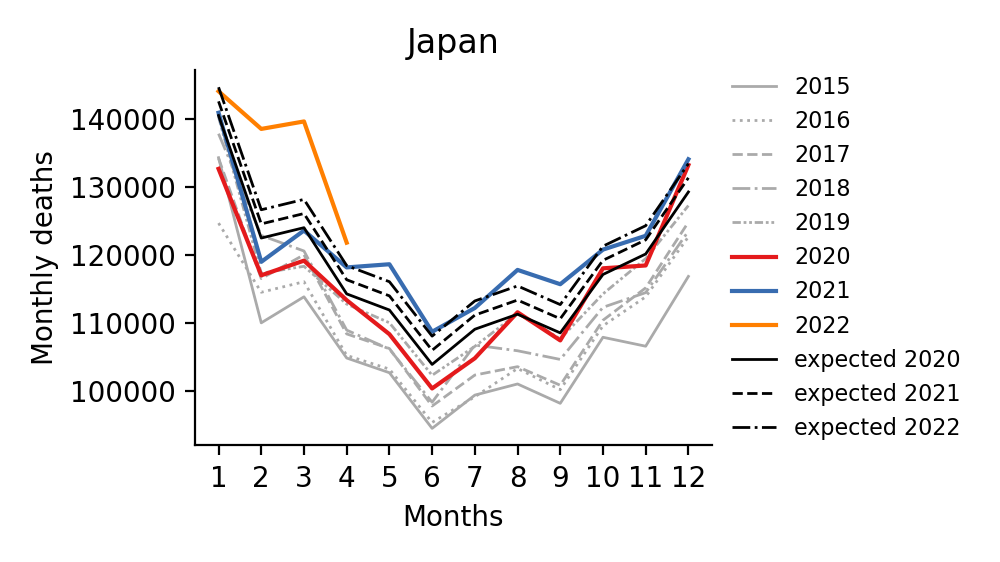 Japan
Monthly deaths
140000
130000
120000
110000
100000
1 2 3 4 5 6 7 8 9 10 11 12
Months
2015
2016
2017
2018
2019
2020
2021
2022
expected 2020
expected 2021
expected 2022